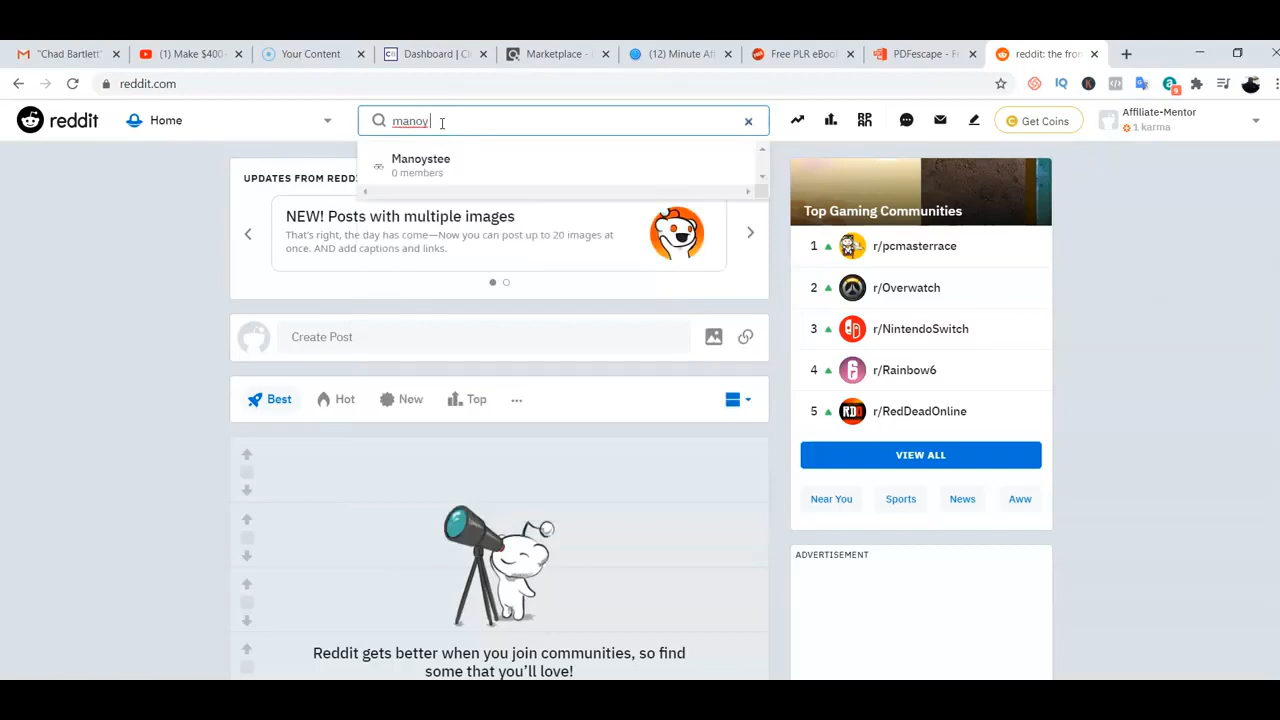 "Chad Bartlett"
(1) Make $400
Your Content
Dashboard | Cl
Marketplace -
(12) Minute Af
Free PLR eBoo
PDFescape - F
reddit: the fron
reddit.com
reddit
Home
manoy
Get Coins
Affiliate-Mentor
1 karma
Manoystee
0 members
UPDATES FROM REDDI
NEW! Posts with multiple images
That's right, the day has come—Now you can post up to 20 images at
once. AND add captions and links.
Create Post
Best
Hot
New
Top
Reddit gets better when you join communities, so find
some that you'll love!
Top Gaming Communities
1 r/pcmasterrace
2 r/Overwatch
3 r/NintendoSwitch
4 r/Rainbow6
5 r/RedDeadOnline
VIEW ALL
Near You
Sports
News
Aww
ADVERTISEMENT